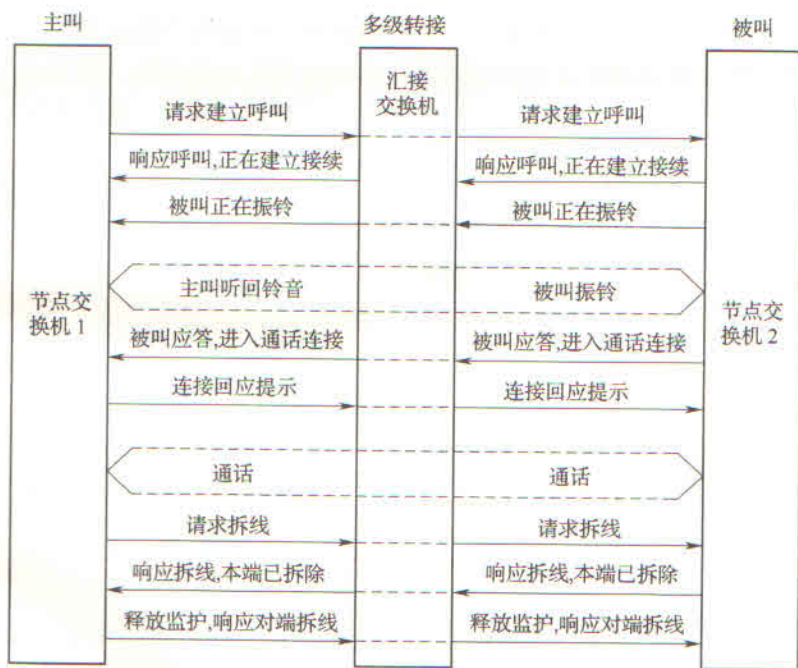 主叫
多级转接
被叫
汇接
交换机
请求建立呼叫
请求建立呼叫
响应呼叫,正在建立接续
响应呼叫,正在建立接续
被叫正在振铃
被叫正在振铃
主叫听回铃音
被叫振铃
节点交
换机 1
节点交
换机 2
被叫应答,进入通话连接
被叫应答,进入通话连接
连接回应提示
连接回应提示
通话
通话
请求拆线
请求拆线
响应拆线,本端已拆除
响应拆线,本端已拆除
释放监护,响应对端拆线
释放监护,响应对端拆线